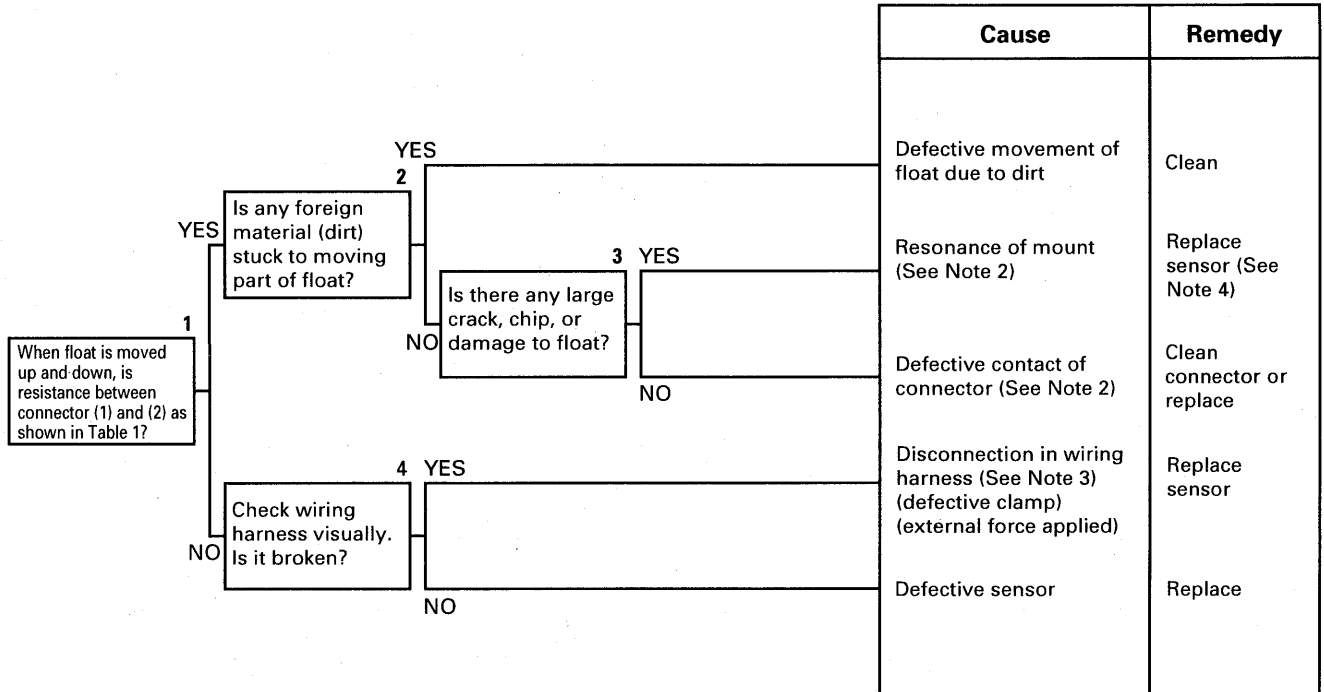 Cause
Remedy
YES
2
Is any foreign
material (dirt)
stuck to moving
part of float?
YES
Defective movement of
float due to dirt
Clean
3 YES
Is there any large
crack, chip, or
damage to float?
NO
NO
Resonance of mount
(See Note 2)
Replace
sensor (See
Note 4)
Defective contact of
connector (See Note 2)
Clean
connector or
replace
1
When float is moved
up and down, is
resistance between
connector (1) and (2) as
shown in Table 1?
4 YES
Check wiring
harness visually.
Is it broken?
NO
NO
Disconnection in wiring
harness (See Note 3)
(defective clamp)
(external force applied)
Replace
sensor
Defective sensor
Replace